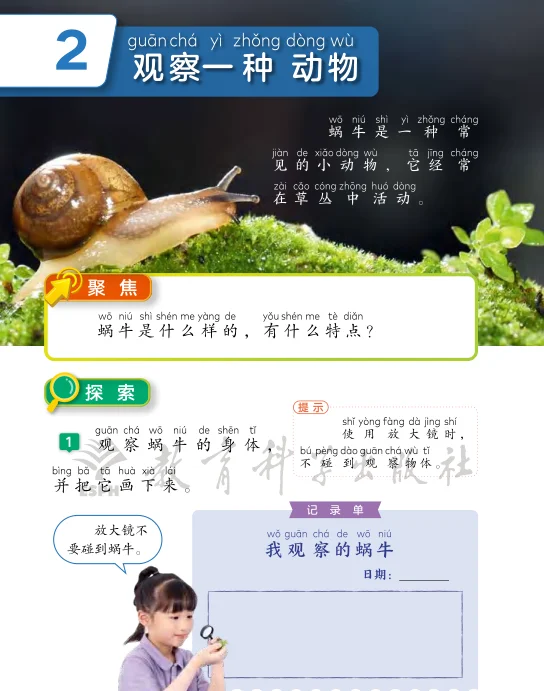 2
guān chá yì zhǒng dòng wù
观察一种 动物
wō niú shì yì zhǒng cháng
蜗牛是一种 常
jiàn de xiǎo dòng wù tā jīng cháng
见的小动物，它经常
zài cǎo cóng zhōng huó dòng
在草丛中活动。
聚焦
wō niú shì shén me yàng de yǒu shén me tè diǎn
蜗牛是什么样的，有什么特点？
探索
提示
shǐ yòng fàng dà jìng shí
使用放大镜时，
bú pèng dào guān chá wù tǐ
不碰到观察物体。
guān chá wō niú de shēn tǐ
1 观察蜗牛的身体，
bìng bǎ tā huà xià lái
并把它画下来。
教育科学出版社
放大镜不
要碰到蜗牛。
记录单
wǒ guān chá de wō niú
我观察的蜗牛
日期：